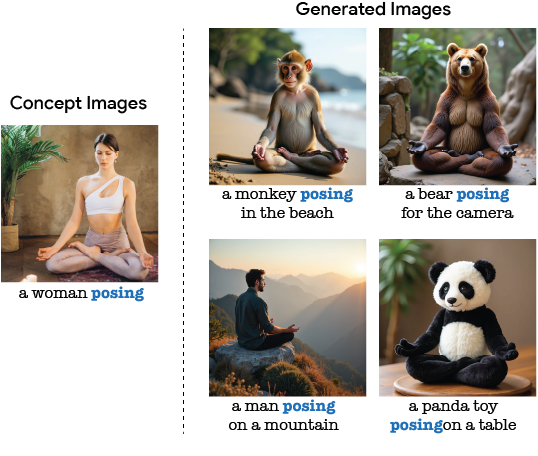 Generated Images
Concept Images
a woman posing
a monkey posing
in the beach
a bear posing
for the camera
a man posing
on a mountain
a panda toy
posingon a table